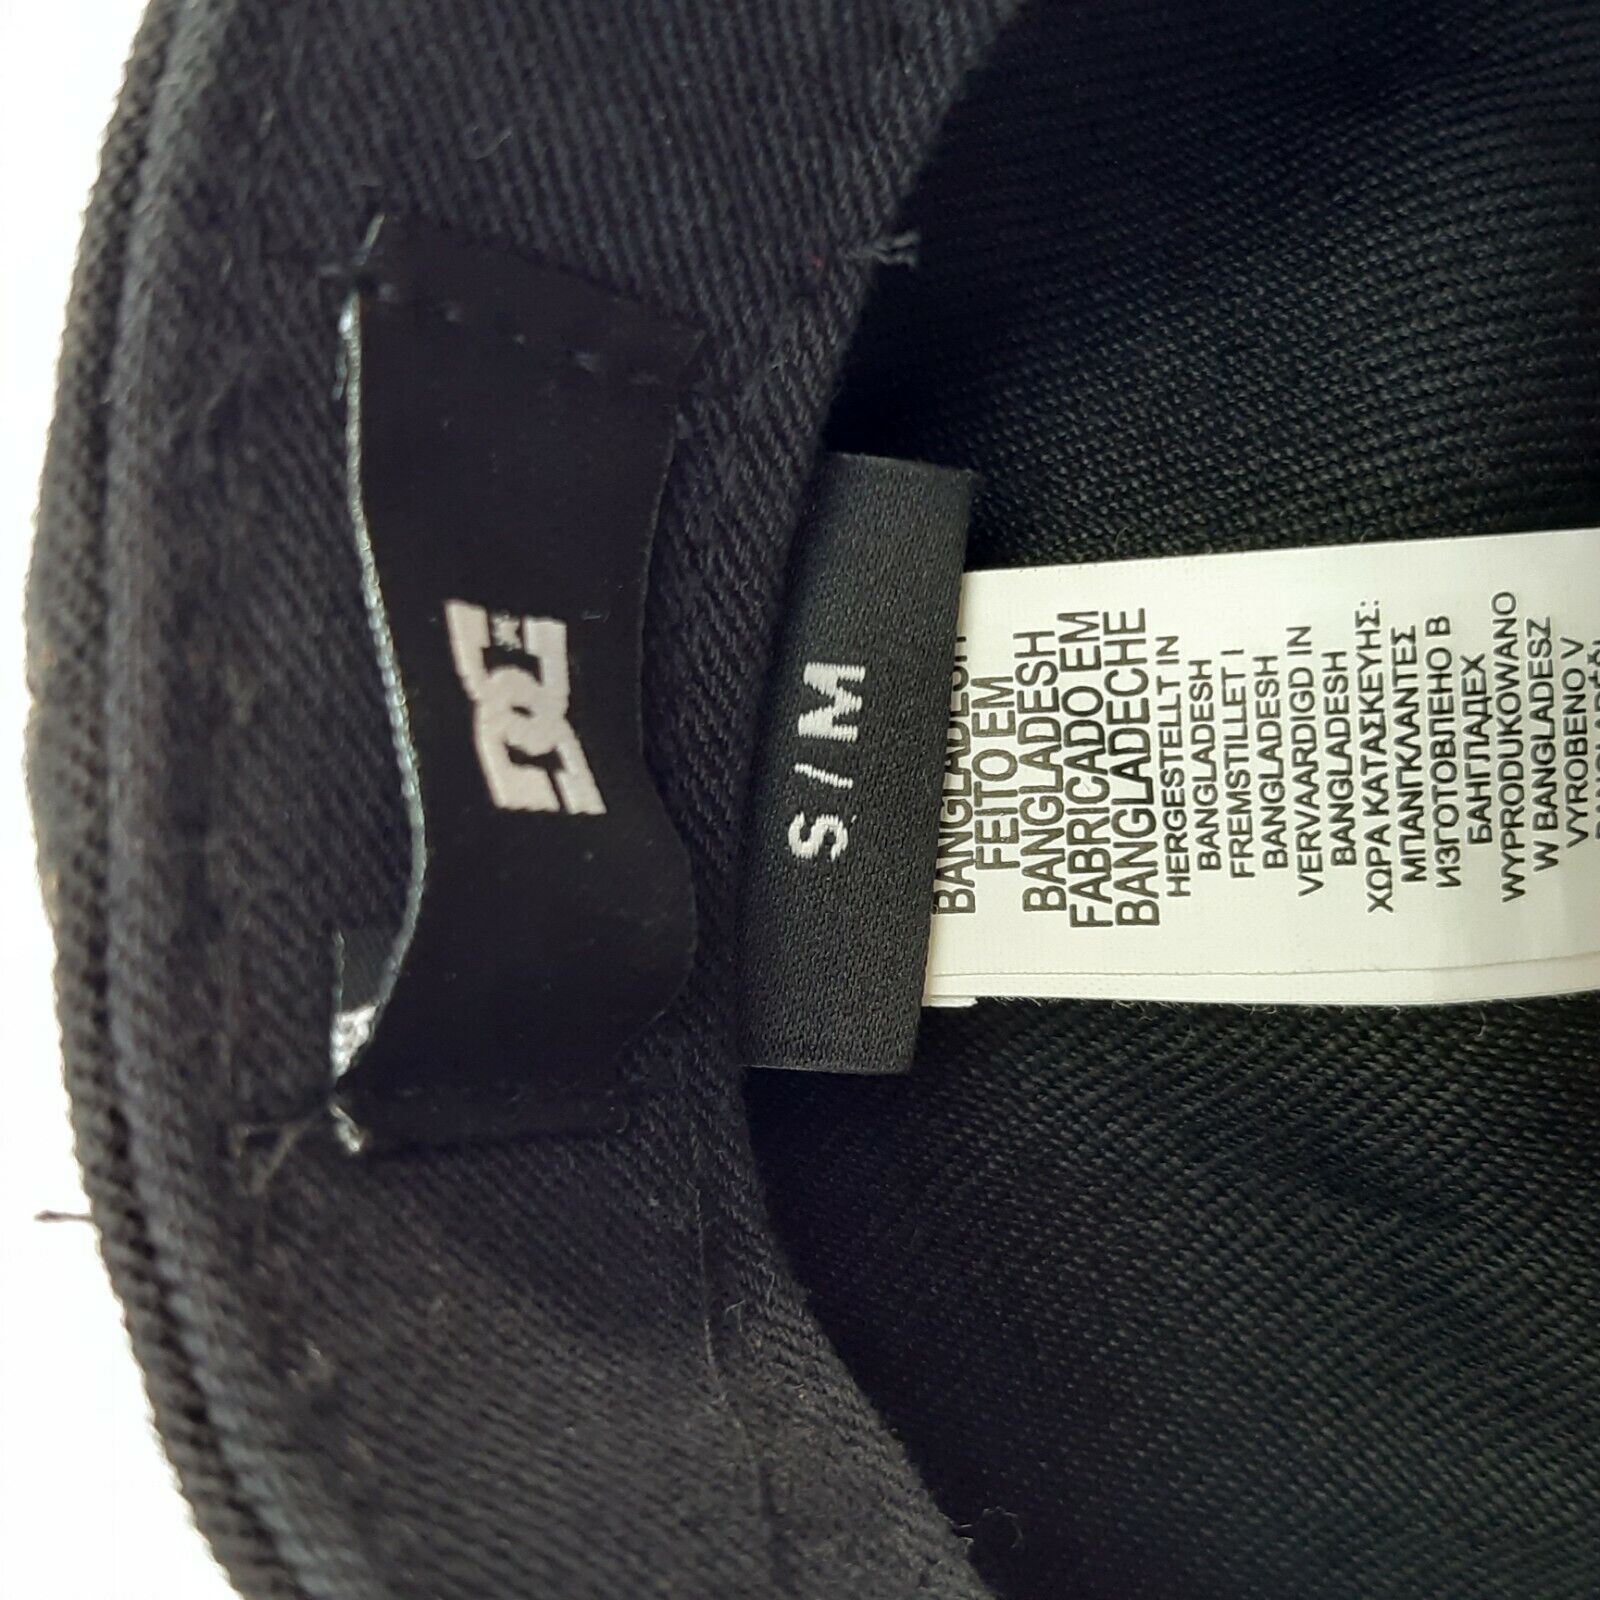 DC
S/M
BANGLADESH
FEITO EM
BANGLADESH
FABRICADO EM
BANGLADECHE
HERGESTELLT IN
BANGLADESH
FREMSTILLET I
BANGLADESH
VERVAARDIGD IN
BANGLADESH
ΧΩΡΑ ΚΑΤΑΣΚΕΥΗΣ:
ΜΠΑΝΓΚΛΑΝΤΕΣ
ИЗГОТОВЛЕНО В
БАНГЛАДЕХ
WYPRODUKOWANO
W BANGLADESZ
VYROBENO V